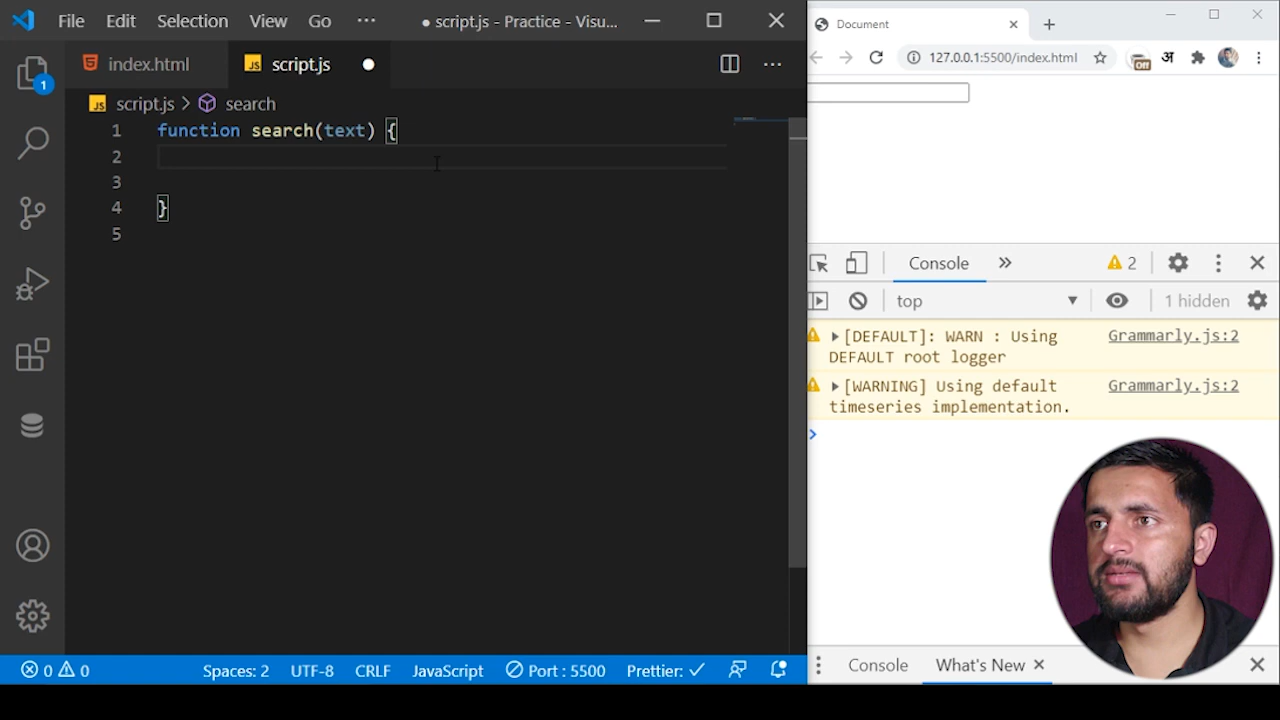 File Edit Selection View Go ··· ● script.js - Practice - Visu...
index.html
JS script.js
1
JS script.js > search
1 function search(text) {
2
3
4 }
5
0 0 Spaces: 2 UTF-8 CRLF JavaScript Port : 5500 Prettier:
Document
127.0.0.1:5500/index.html
Off अ
Console 2
top ▼ 1 hidden
[DEFAULT]: WARN : Using Grammarly.js:2
DEFAULT root logger
[WARNING] Using default Grammarly.js:2
timeseries implementation.
Console What's New